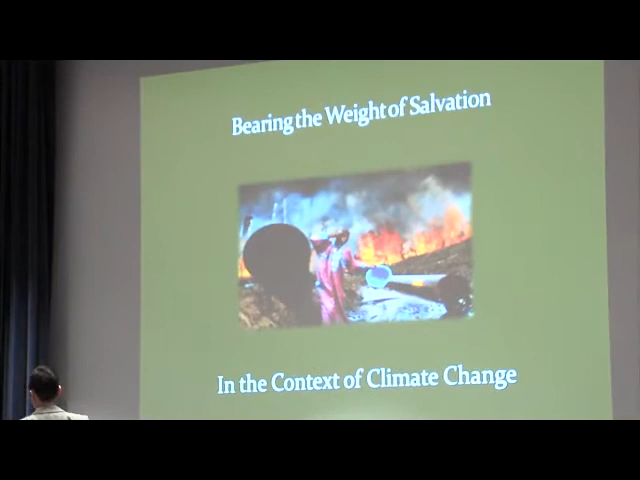 Bearing the Weight of Salvation
In the Context of Climate Change